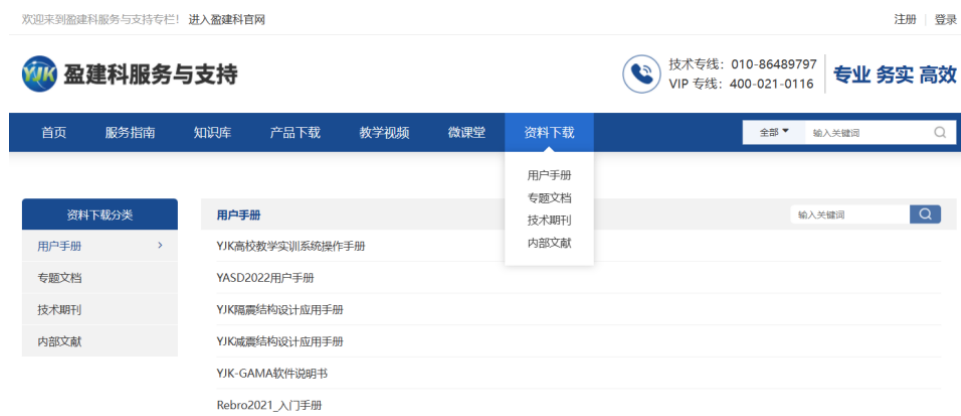 欢迎来到盈建科服务与支持专栏! 进入盈建科官网
注册 | 登录
YJK 盈建科服务与支持
技术专线：010-86489797
VIP 专线：400-021-0116
专业 务实 高效
首页 服务指南 知识库 产品下载 教学视频 微课堂 资料下载
全部 输入关键词
用户手册
专题文档
技术期刊
内部文献
资料下载分类
用户手册 >
专题文档
技术期刊
内部文献
用户手册
输入关键词
YJK高校教学实训系统操作手册
YASD2022用户手册
YJK隔震结构设计应用手册
YJK减震结构设计应用手册
YJK-GAMA软件说明书
Rebro2021_入门手册